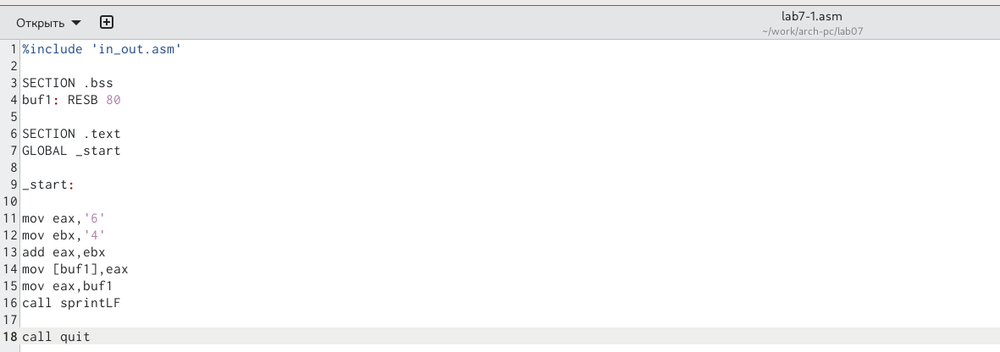 Открыть
lab7-1.asm
~/work/arch-pc/lab07
1 %include 'in_out.asm'
2
3 SECTION .bss
4 buf1: RESB 80
5
6 SECTION .text
7 GLOBAL _start
8
9 _start:
10
11 mov eax,'6'
12 mov ebx,'4'
13 add eax,ebx
14 mov [buf1],eax
15 mov eax,buf1
16 call sprintLF
17
18 call quit